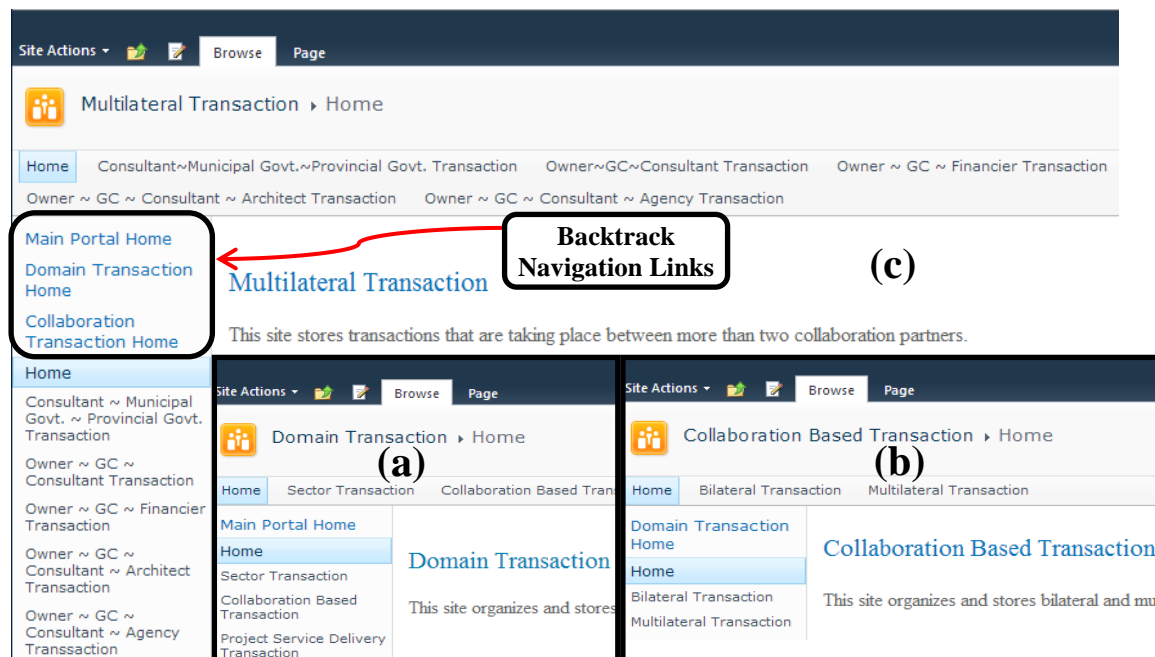 Site Actions Browse Page
Multilateral Transaction Home
Home Consultant~Municipal Govt.~Provincial Govt. Transaction Owner~GC~Consultant Transaction Owner ~ GC ~ Financier Transaction
Owner ~ GC ~ Consultant ~ Architect Transaction Owner ~ GC ~ Consultant ~ Agency Transaction
Main Portal Home
Domain Transaction
Home
Collaboration
Transaction Home
Backtrack
Navigation Links
(c)
Multilateral Transaction
This site stores transactions that are taking place between more than two collaboration partners.
Home
Consultant ~ Municipal
Govt. ~ Provincial Govt.
Transaction
Owner ~ GC ~
Consultant Transaction
Owner ~ GC ~ Financier
Transaction
Owner ~ GC ~
Consultant ~ Architect
Transaction
Owner ~ GC ~
Consultant ~ Agency
Transsaction
Site Actions Browse Page
Domain Transaction Home
(a)
Home Sector Transaction Collaboration Based Tran
Main Portal Home
Home
Sector Transaction
Collaboration Based
Transaction
Project Service Delivery
Transaction
Domain Transaction
This site organizes and stores
Site Actions Browse Page
Collaboration Based Transaction Home
(b)
Home Bilateral Transaction Multilateral Transaction
Domain Transaction
Home
Home
Bilateral Transaction
Multilateral Transaction
Collaboration Based Transaction
This site organizes and stores bilateral and mu